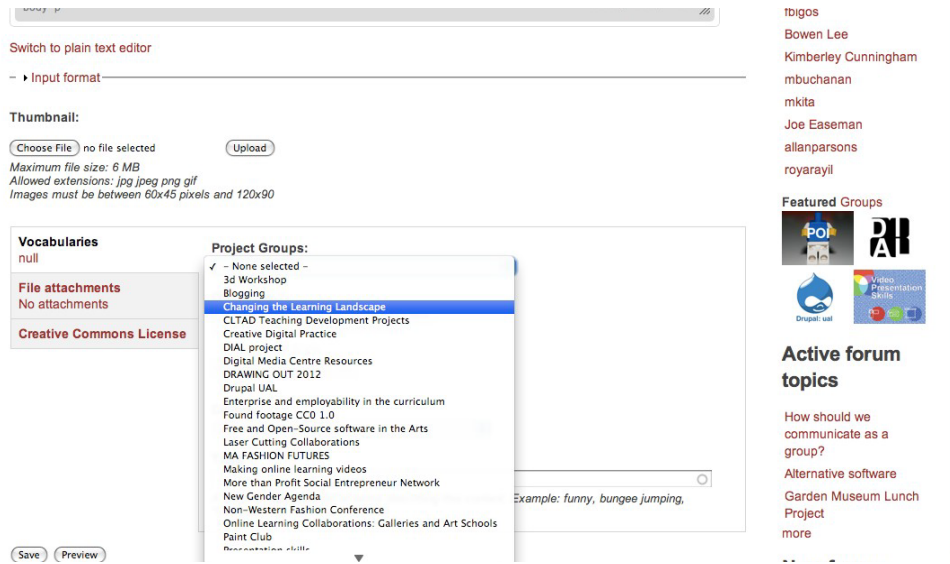 body p
Switch to plain text editor
Input format
Thumbnail:
Choose File no file selected Upload
Maximum file size: 6 MB
Allowed extensions: jpg jpeg png gif
Images must be between 60x45 pixels and 120x90
Vocabularies
null
File attachments
No attachments
Creative Commons License
Project Groups:
✓ – None selected –
3d Workshop
Blogging
Changing the Learning Landscape
CLTAD Teaching Development Projects
Creative Digital Practice
DIAL project
Digital Media Centre Resources
DRAWING OUT 2012
Drupal UAL
Enterprise and employability in the curriculum
Found footage CC0 1.0
Free and Open-Source software in the Arts
Laser Cutting Collaborations
MA FASHION FUTURES
Making online learning videos
More than Profit Social Entrepreneur Network
New Gender Agenda
Non-Western Fashion Conference
Online Learning Collaborations: Galleries and Art Schools
Paint Club
Presentation skills
Example: funny, bungee jumping,
Save Preview
fbigos
Bowen Lee
Kimberley Cunningham
mbuchanan
mkita
Joe Easeman
allanparsons
royarayil
Featured Groups
POP
D
A
Drupal: ual
Video
Presentation
Skills
Active forum
topics
How should we
communicate as a
group?
Alternative software
Garden Museum Lunch
Project
more